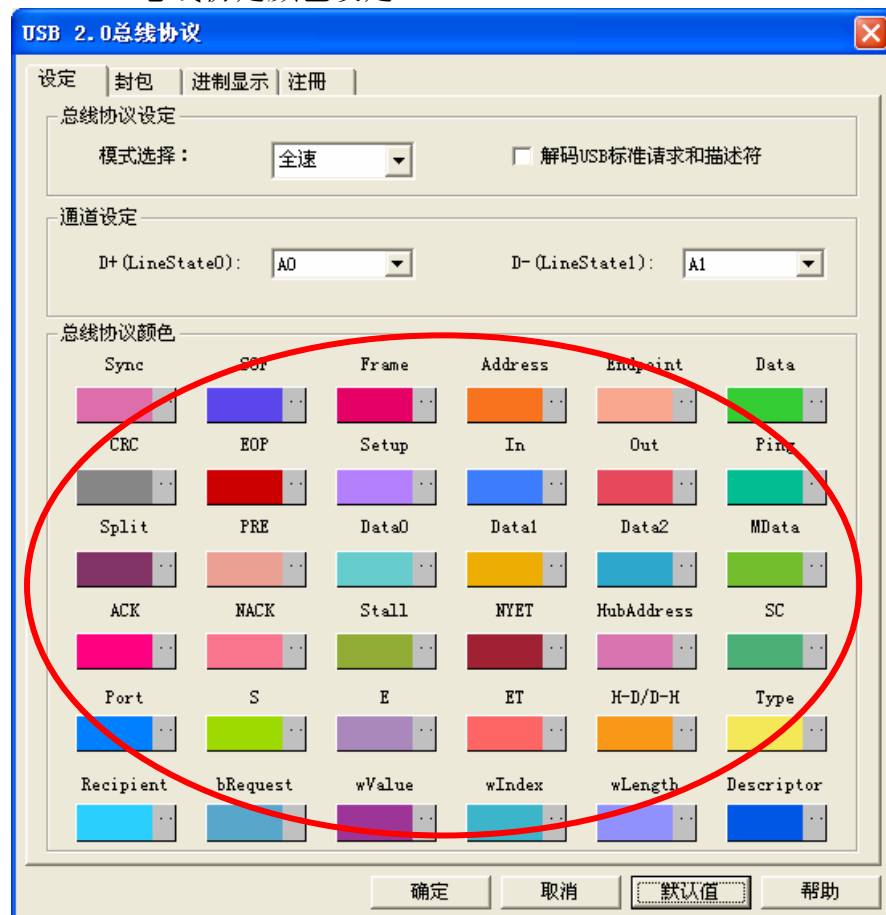 USB 2.0总线协议
设定 封包 进制显示 注册
总线协议设定
模式选择： 全速 解码USB标准请求和描述符
通道设定
D+(LineState0): A0 D-(LineState1): A1
总线协议颜色
Sync SOF Frame Address Endpoint Data
CRC EOP Setup In Out Ping
Split PRE Data0 Data1 Data2 MData
ACK NACK Stall NYET HubAddress SC
Port S E ET H-D/D-H Type
Recipient bRequest wValue wIndex wLength Descriptor
确定 取消 默认值 帮助